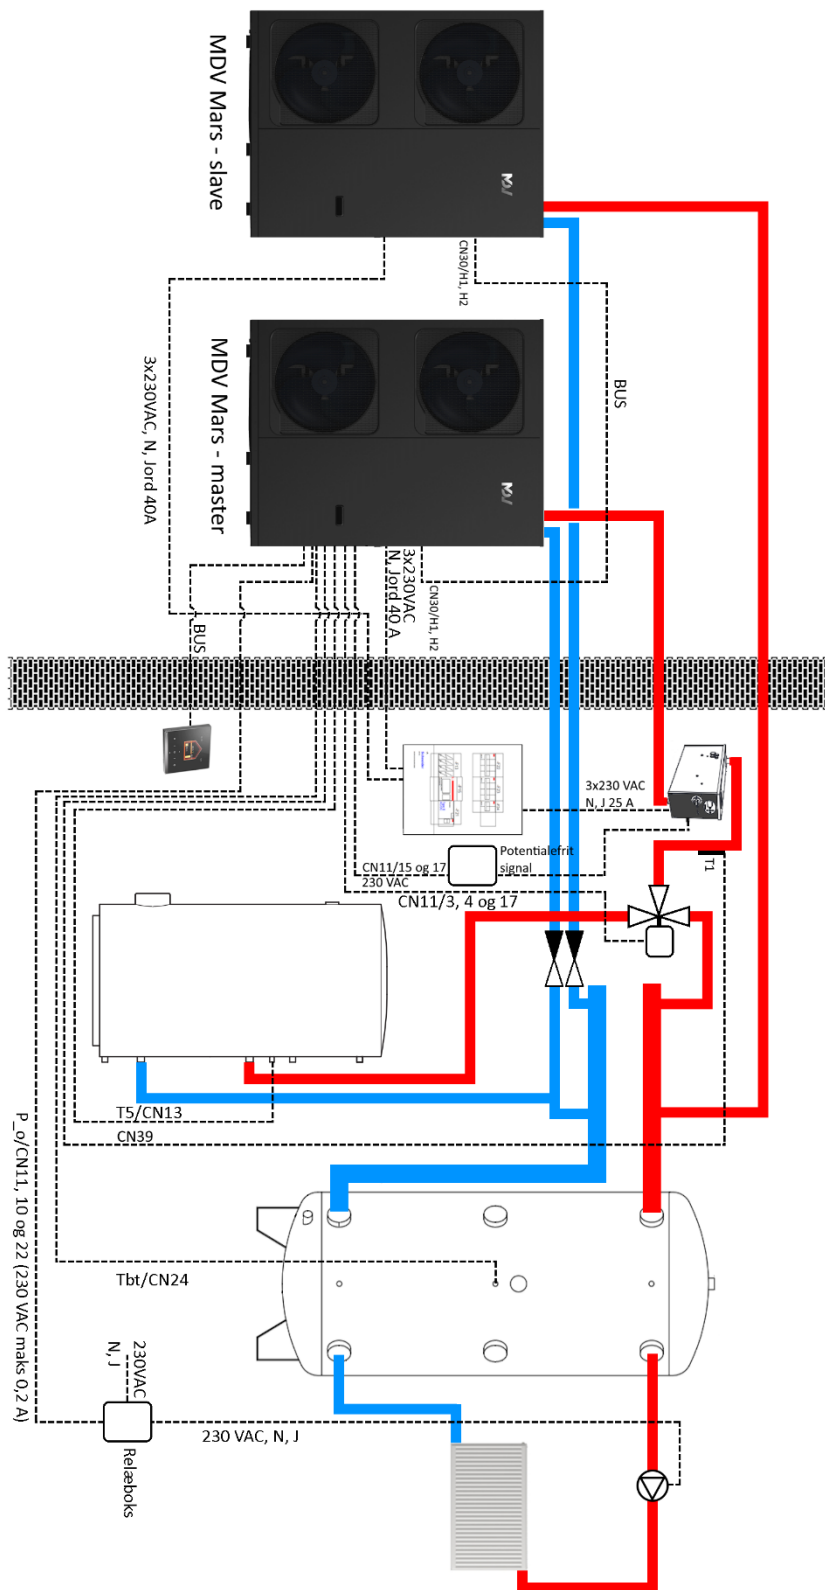 MDV Mars - slave
CN30/H1, H2
3x230VAC, N, Jord 40A
MDV Mars - master
BUS
3x230VAC
N, Jord 40 A
CN30/H1, H2
BUS
3x230 VAC
N, J 25 A
Potentialefrit
signal
CN11/15 og 17
230 VAC
CN11/3, 4 og 17
T1
T5/CN13
CN39
P_o/CN11, 10 og 22 (230 VAC maks 0,2 A)
Tbt/CN24
230VAC
N, J
230 VAC, N, J
Relæboks